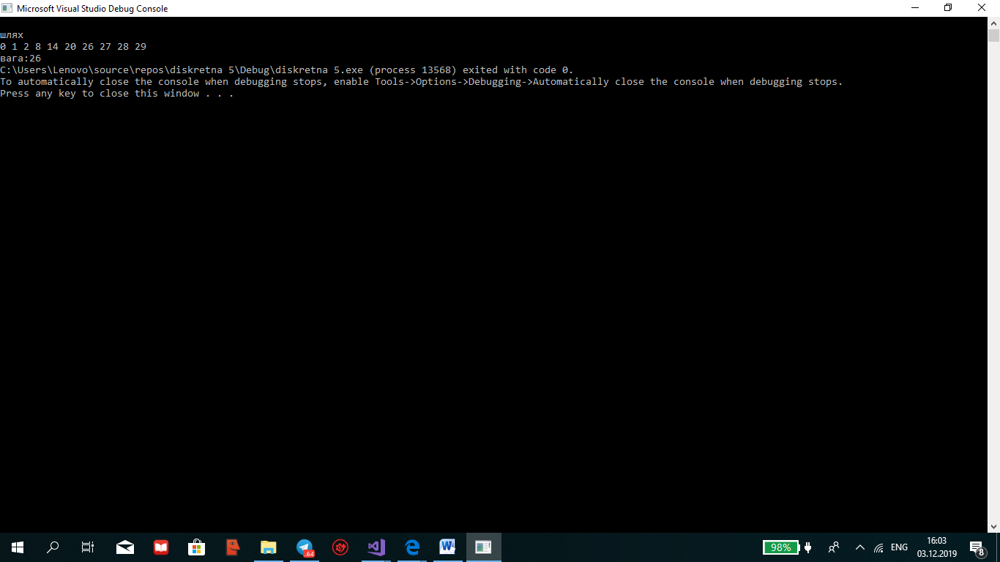 Microsoft Visual Studio Debug Console
шлях
0 1 2 8 14 20 26 27 28 29
вага:26
C:\Users\Lenovo\source\repos\diskretna 5\Debug\diskretna 5.exe (process 13568) exited with code 0.
To automatically close the console when debugging stops, enable Tools->Options->Debugging->Automatically close the console when debugging stops.
Press any key to close this window . . .
.64
W
98%
ENG
16:03
03.12.2019
8